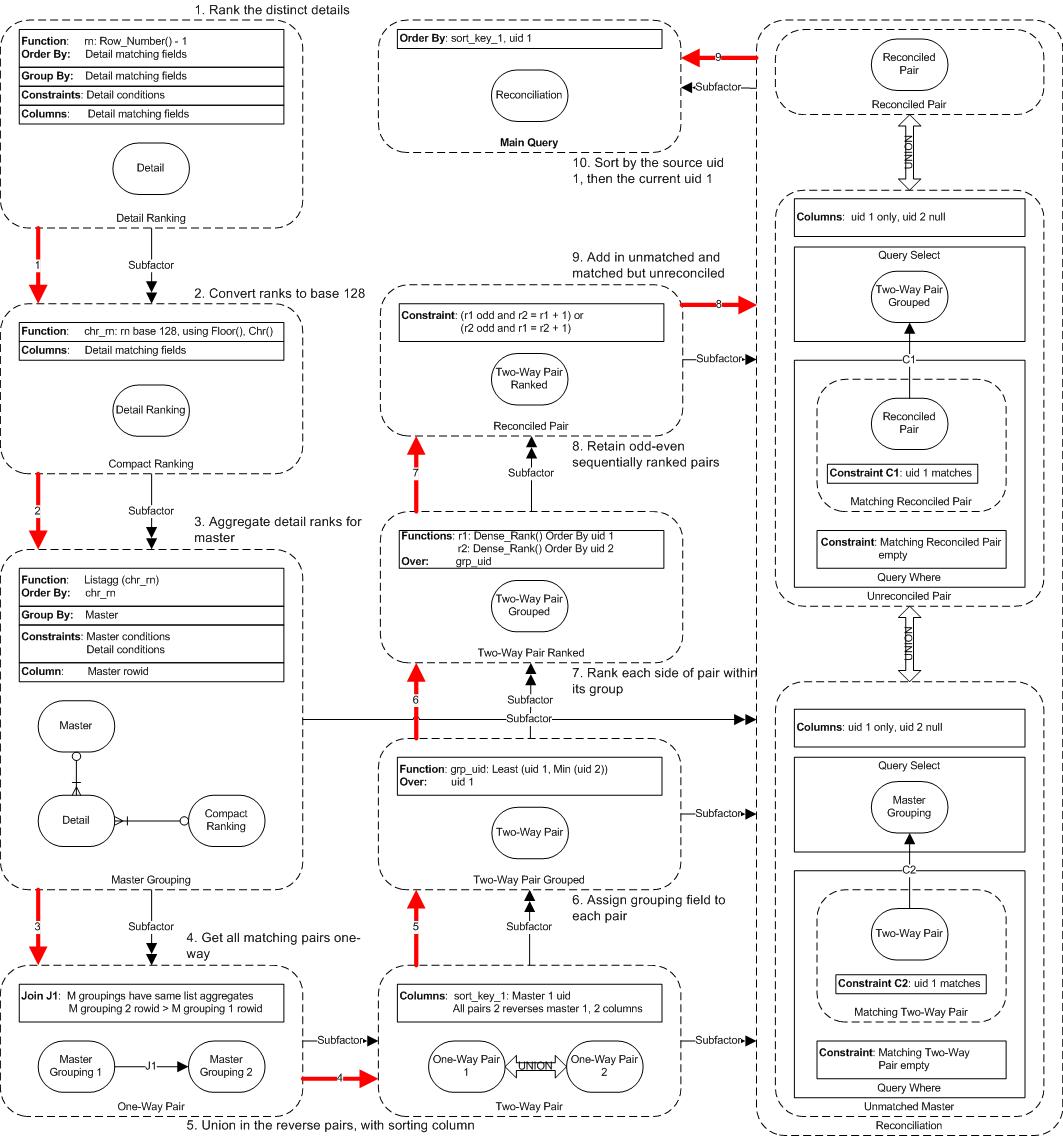 1. Rank the distinct details
Function: rn: Row_Number() - 1
Order By: Detail matching fields
Group By: Detail matching fields
Constraints: Detail conditions
Columns: Detail matching fields
Detail
Detail Ranking
1
Subfactor
2. Convert ranks to base 128
Function: chr_rn: rn base 128, using Floor(), Chr()
Columns: Detail matching fields
Detail Ranking
Compact Ranking
2
Subfactor
3. Aggregate detail ranks for
master
Function: Listagg (chr_rn)
Order By: chr_rn
Group By: Master
Constraints: Master conditions
Detail conditions
Column: Master rowid
Master
Detail
Compact
Ranking
Master Grouping
Subfactor
3
Subfactor
4. Get all matching pairs one-
way
Join J1: M groupings have same list aggregates
M grouping 2 rowid > M grouping 1 rowid
Master
Grouping 1
J1
Master
Grouping 2
One-Way Pair
Subfactor
4
5. Union in the reverse pairs, with sorting column
Columns: sort_key_1: Master 1 uid
All pairs 2 reverses master 1, 2 columns
One-Way Pair
1
UNION
One-Way Pair
2
Two-Way Pair
Subfactor
5
Subfactor
6. Assign grouping field to
each pair
Function: grp_uid: Least (uid 1, Min (uid 2))
Over: uid 1
Two-Way Pair
Two-Way Pair Grouped
Subfactor
6
Subfactor
7. Rank each side of pair within
its group
Functions: r1: Dense_Rank() Order By uid 1
r2: Dense_Rank() Order By uid 2
Over: grp_uid
Two-Way Pair
Grouped
Two-Way Pair Ranked
7
Subfactor
8. Retain odd-even
sequentially ranked pairs
Constraint: (r1 odd and r2 = r1 + 1) or
(r2 odd and r1 = r2 + 1)
Two-Way Pair
Ranked
Reconciled Pair
8
Subfactor
9. Add in unmatched and
matched but unreconciled
Order By: sort_key_1, uid 1
Reconciliation
Main Query
9
Subfactor
10. Sort by the source uid
1, then the current uid 1
Reconciled
Pair
Reconciled Pair
UNION
Columns: uid 1 only, uid 2 null
Query Select
Two-Way Pair
Grouped
C1
Reconciled
Pair
Constraint C1: uid 1 matches
Matching Reconciled Pair
Constraint: Matching Reconciled Pair
empty
Query Where
Unreconciled Pair
UNION
Columns: uid 1 only, uid 2 null
Query Select
Master
Grouping
C2
Two-Way Pair
Constraint C2: uid 1 matches
Matching Two-Way Pair
Constraint: Matching Two-Way
Pair empty
Query Where
Unmatched Master
Reconciliation